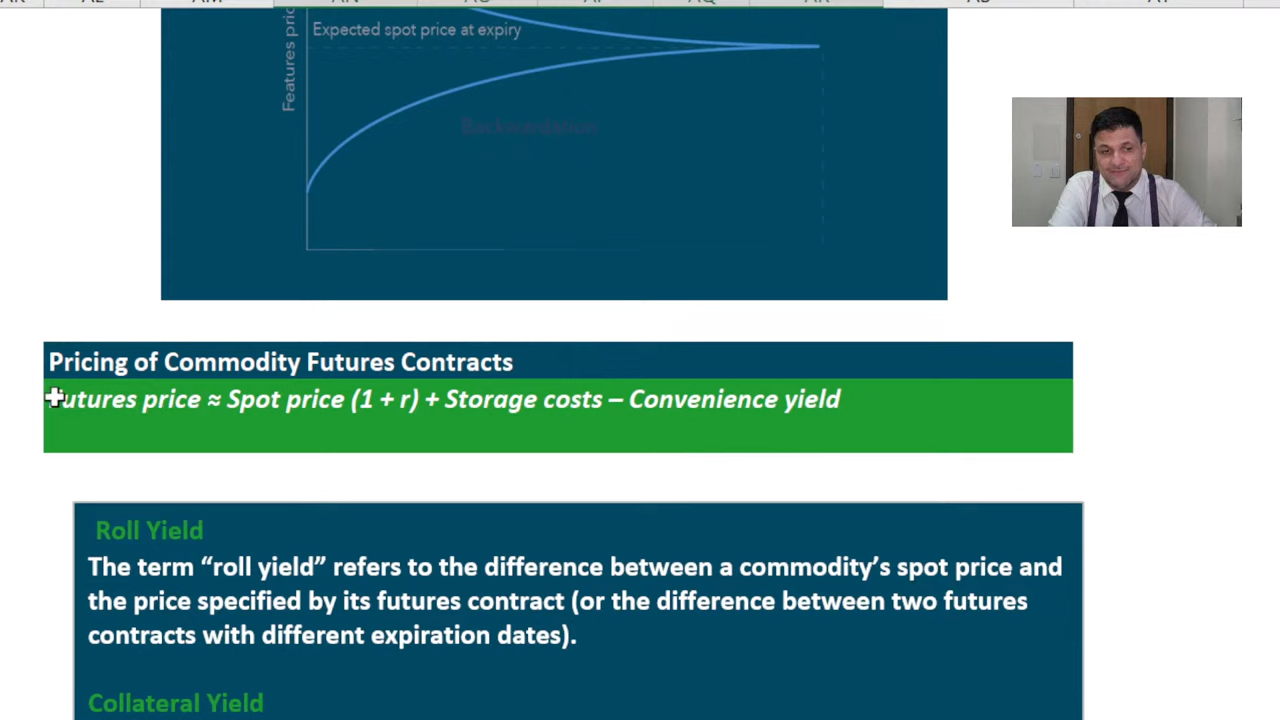 Expected spot price at expiry
Features pric
Backwardation
Pricing of Commodity Futures Contracts
Futures price ≈ Spot price (1 + r) + Storage costs – Convenience yield
Roll Yield
The term “roll yield” refers to the difference between a commodity’s spot price and
the price specified by its futures contract (or the difference between two futures
contracts with different expiration dates).
Collateral Yield